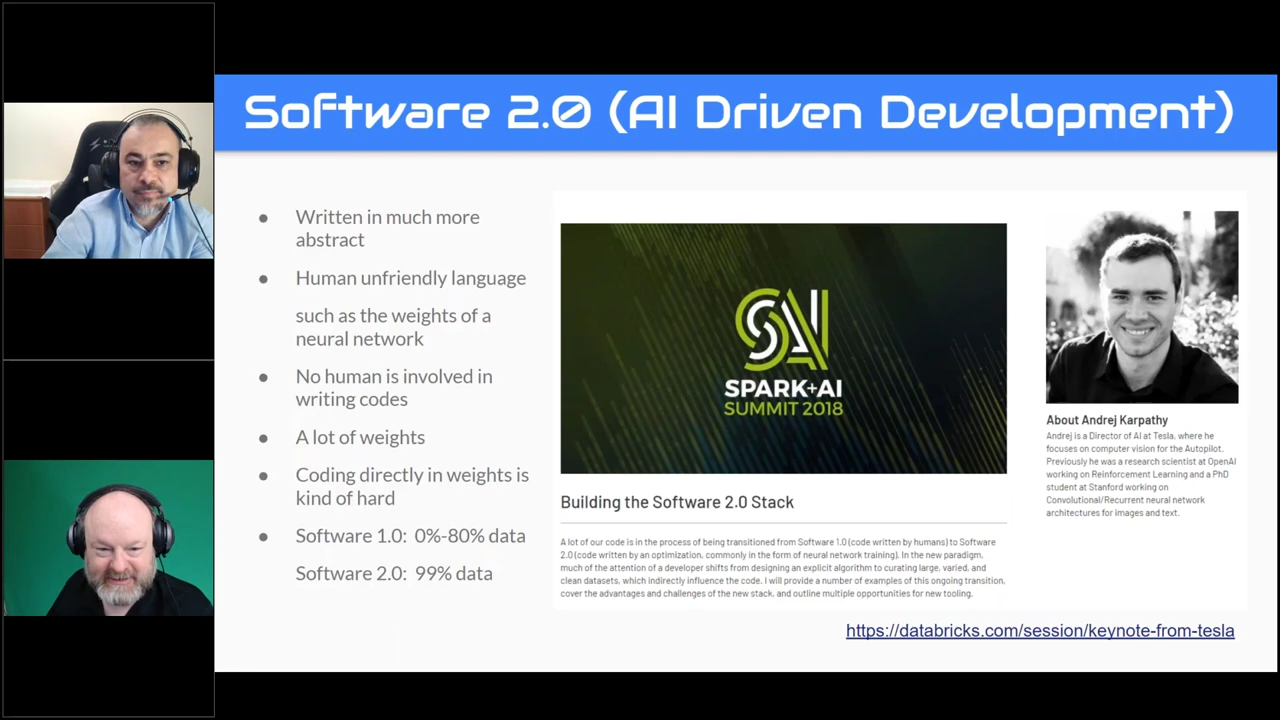 Software 2.0 (AI Driven Development)
● Written in much more
abstract
● Human unfriendly language
such as the weights of a
neural network
● No human is involved in
writing codes
● A lot of weights
● Coding directly in weights is
kind of hard
● Software 1.0: 0%-80% data
Software 2.0: 99% data
SAI
SPARK+AI
SUMMIT 2018
Building the Software 2.0 Stack
A lot of our code is in the process of being transitioned from Software 1.0 (code written by humans) to Software
2.0 (code written by an optimization, commonly in the form of neural network training). In the new paradigm,
much of the attention of a developer shifts from designing an explicit algorithm to curating large, varied, and
clean datasets, which indirectly influence the code. I will provide a number of examples of this ongoing transition,
cover the advantages and challenges of the new stack, and outline multiple opportunities for new tooling.
About Andrej Karpathy
Andrej is a Director of AI at Tesla, where he
focuses on computer vision for the Autopilot.
Previously he was a research scientist at OpenAI
working on Reinforcement Learning and a PhD
student at Stanford working on
Convolutional/Recurrent neural network
architectures for images and text.
https://databricks.com/session/keynote-from-tesla